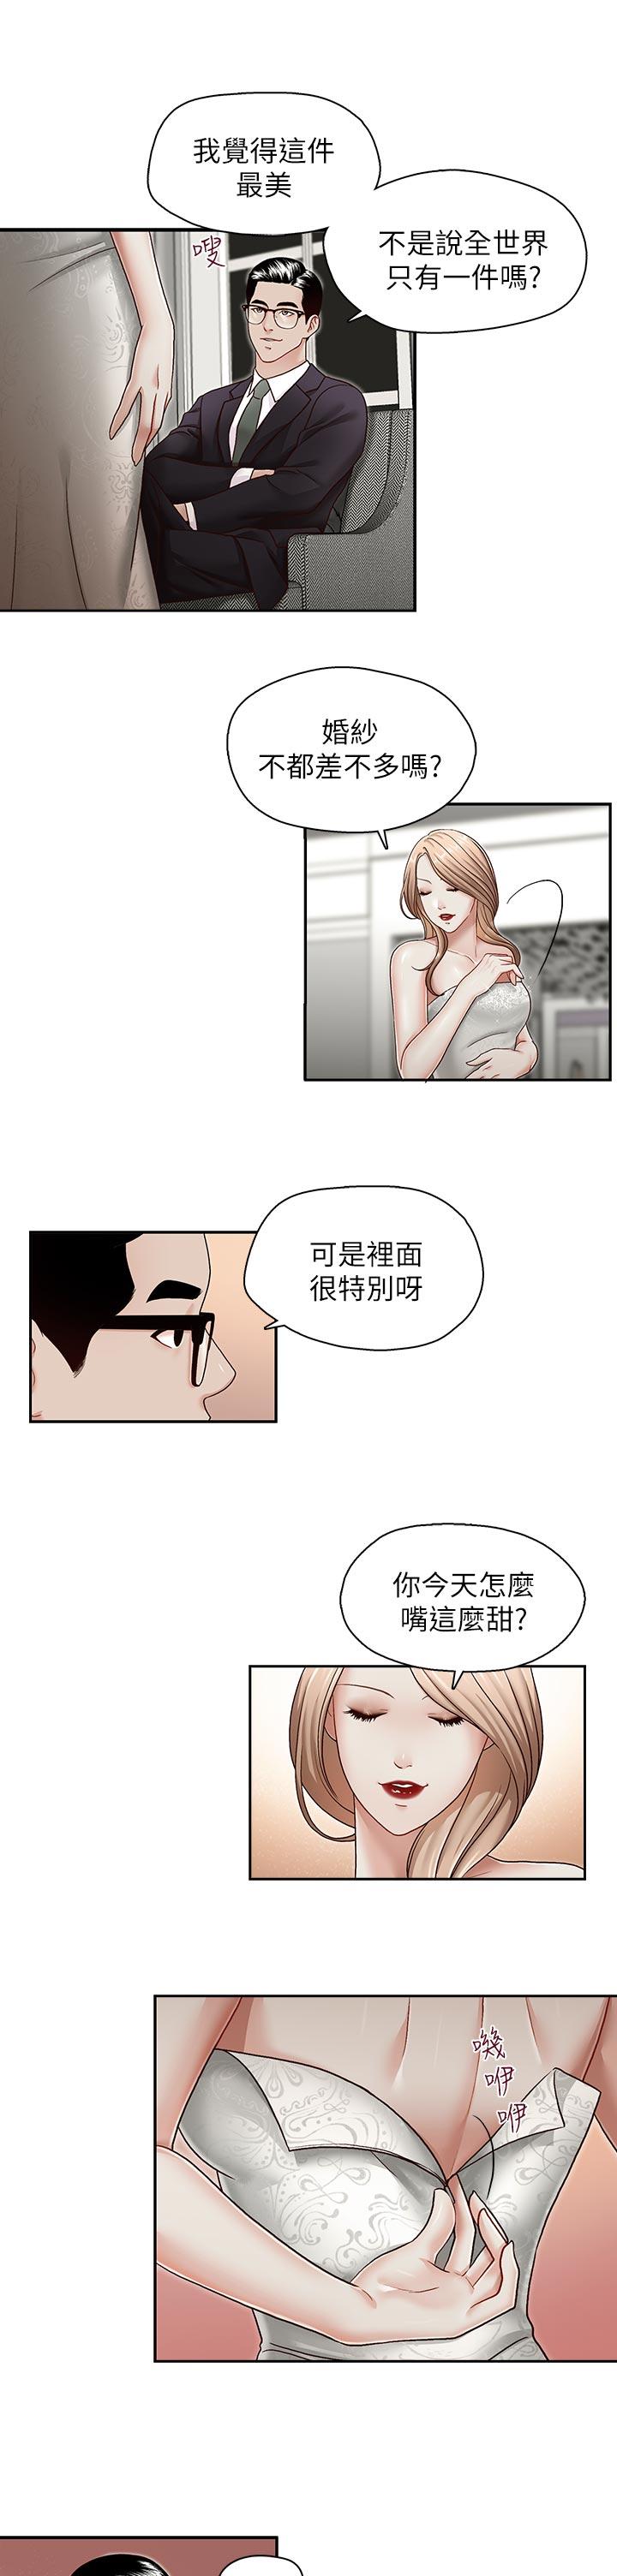 我覺得這件
最美
嗖
不是說全世界
只有一件嗎?
婚紗
不都差不多嗎?
可是裡面
很特別呀
你今天怎麼
嘴這麼甜?
嘰
咿
咿